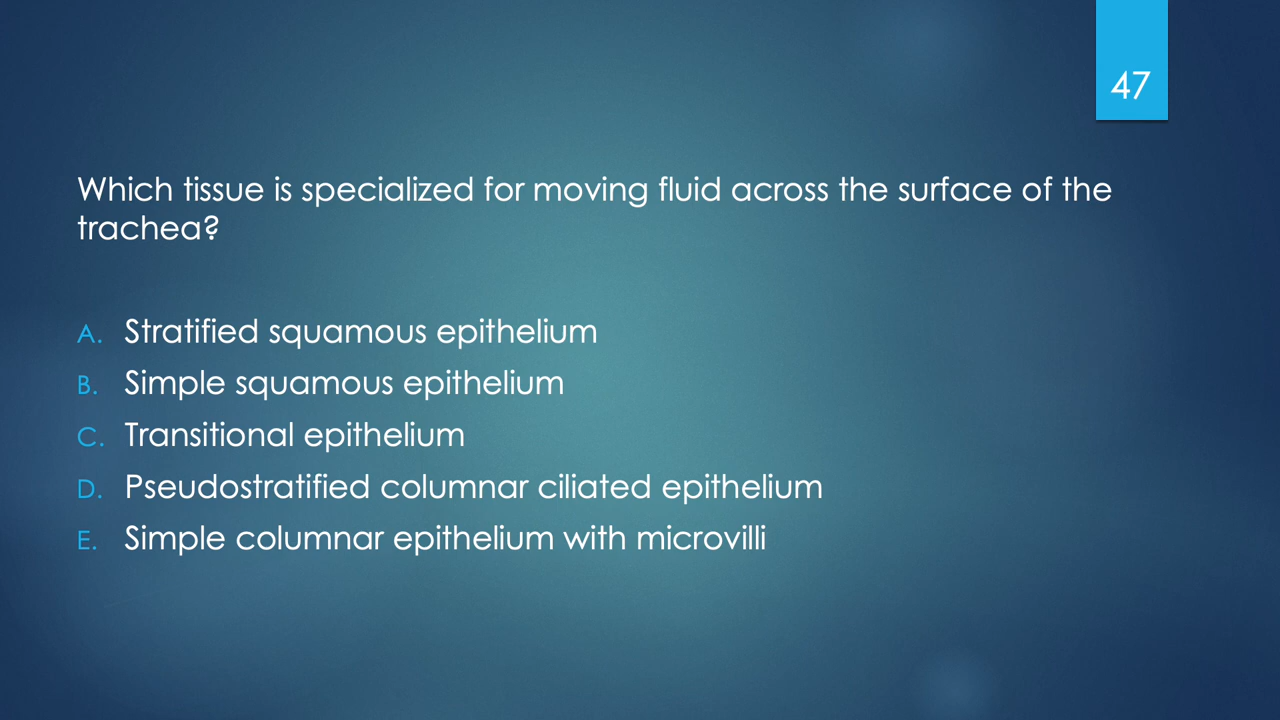 47
Which tissue is specialized for moving fluid across the surface of the
trachea?
A. Stratified squamous epithelium
B. Simple squamous epithelium
C. Transitional epithelium
D. Pseudostratified columnar ciliated epithelium
E. Simple columnar epithelium with microvilli